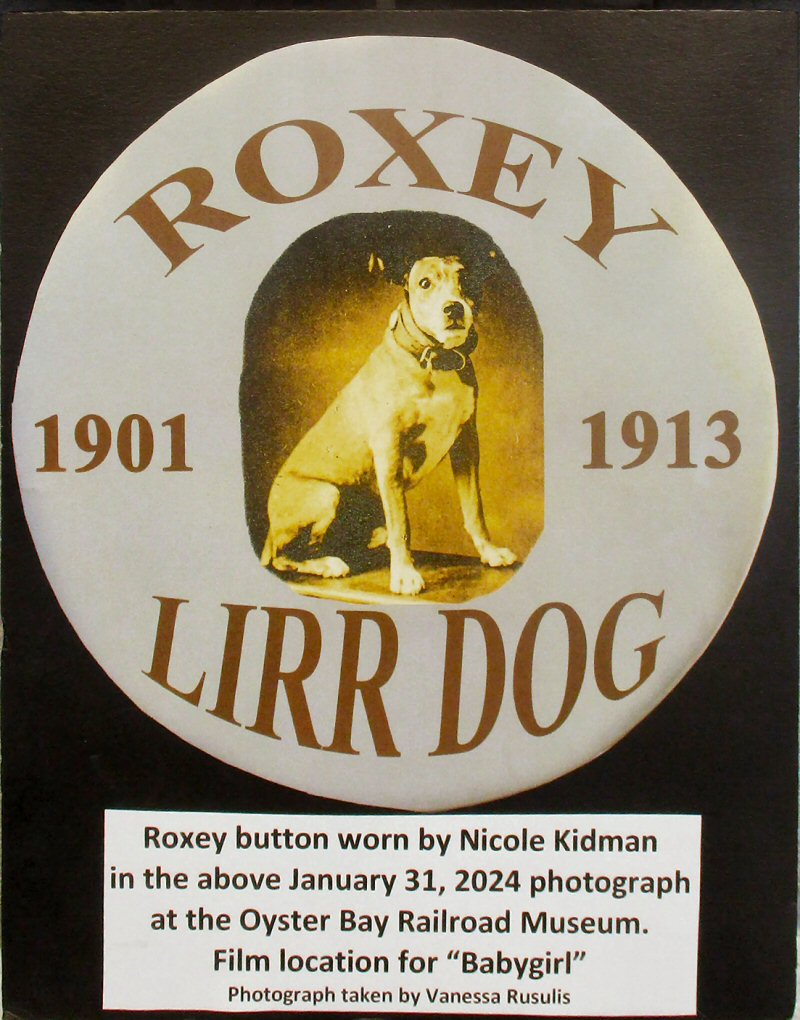 ROXEY
1901 1913
LIRR DOG
Roxey button worn by Nicole Kidman
in the above January 31, 2024 photograph
at the Oyster Bay Railroad Museum.
Film location for “Babygirl”
Photograph taken by Vanessa Rusulis